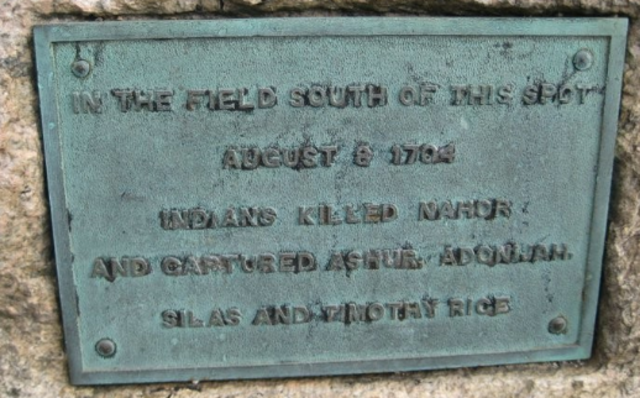 IN THE FIELD SOUTH OF THIS SPOT
AUGUST 8 1704
INDIANS KILLED NAHOR
AND CAPTURED ASHUR, ADONIJAH,
SILAS AND TIMOTHY RICE